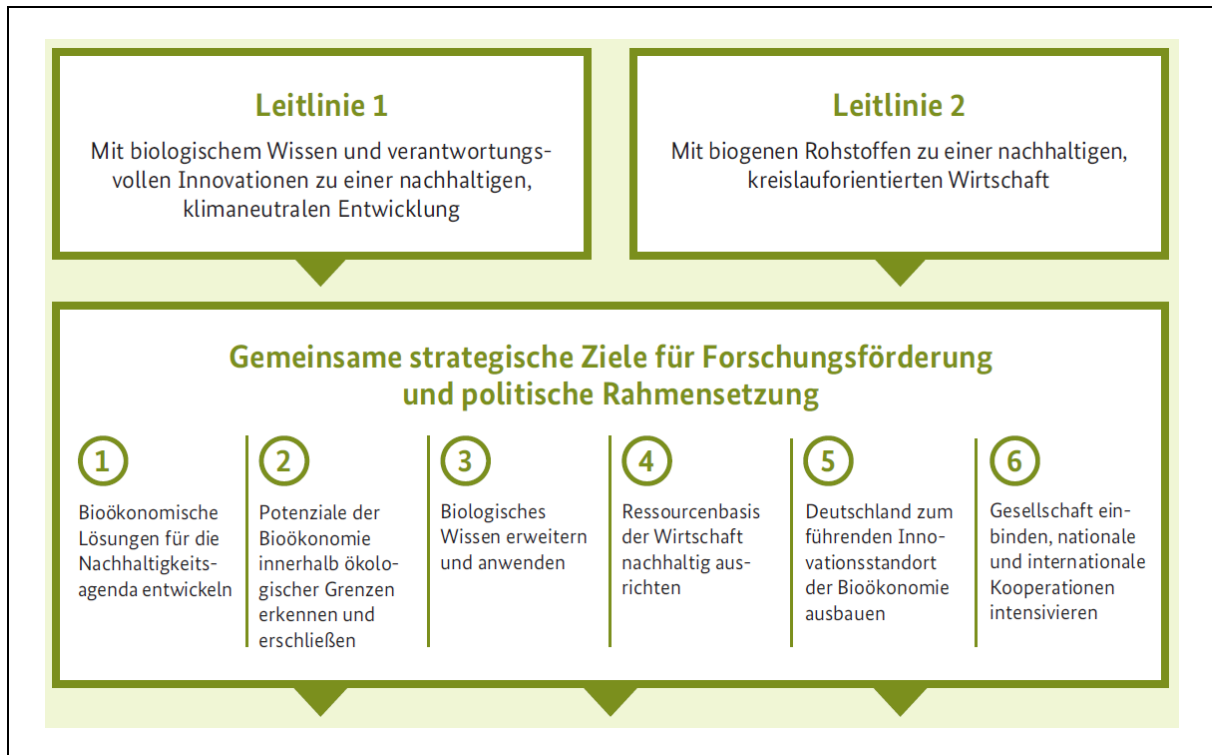 Leitlinie 1
Mit biologischem Wissen und verantwortungs-
vollen Innovationen zu einer nachhaltigen,
klimaneutralen Entwicklung
Leitlinie 2
Mit biogenen Rohstoffen zu einer nachhaltigen,
kreislauforientierten Wirtschaft
Gemeinsame strategische Ziele für Forschungsförderung
und politische Rahmensetzung
1
Bioökonomische
Lösungen für die
Nachhaltigkeits-
agenda entwickeln
2
Potenziale der
Bioökonomie
innerhalb ökolo-
gischer Grenzen
erkennen und
erschließen
3
Biologisches
Wissen erweitern
und anwenden
4
Ressourcenbasis
der Wirtschaft
nachhaltig aus-
richten
5
Deutschland zum
führenden Inno-
vationsstandort
der Bioökonomie
ausbauen
6
Gesellschaft ein-
binden, nationale
und internationale
Kooperationen
intensivieren